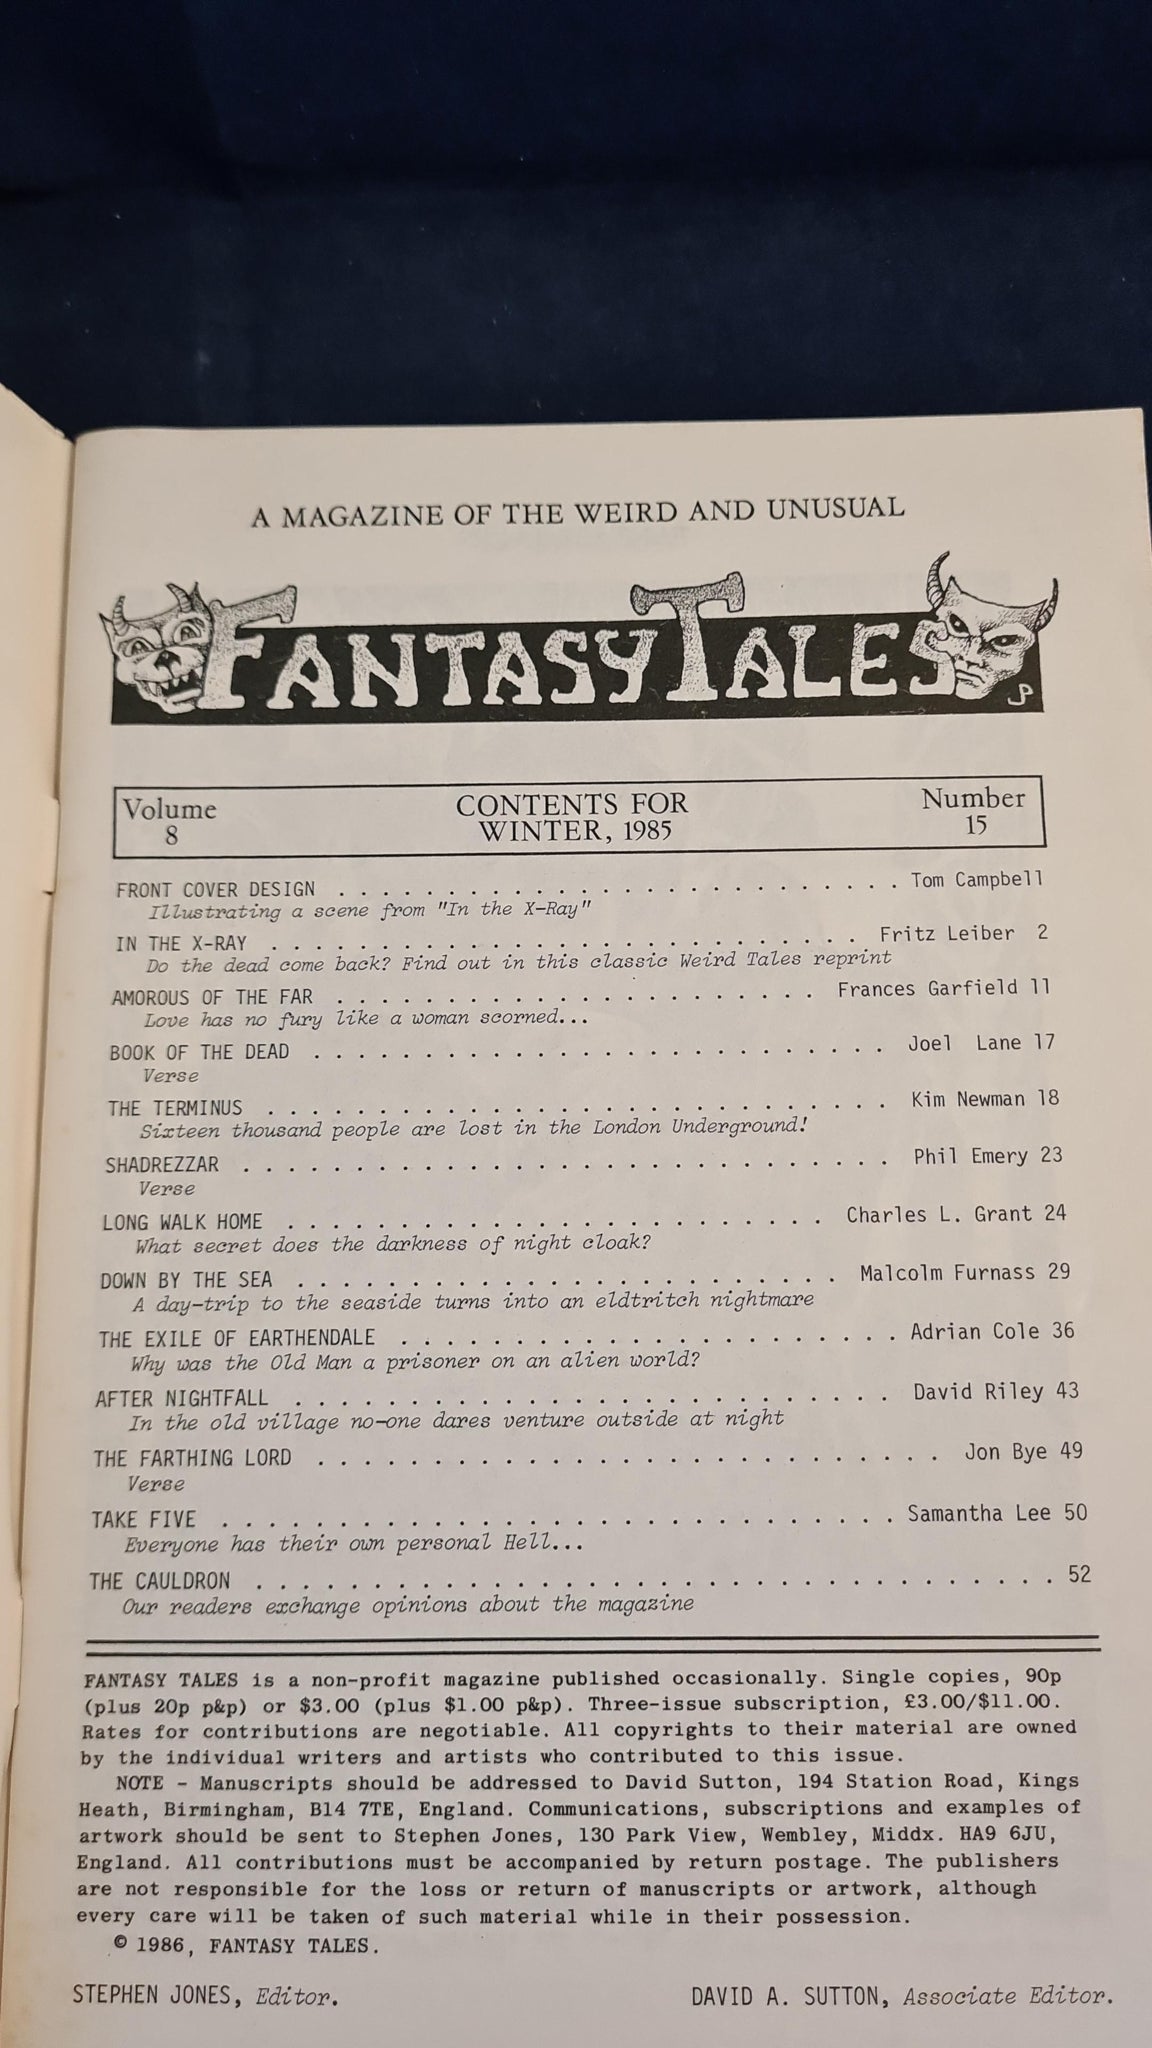 A MAGAZINE OF THE WEIRD AND UNUSUAL
FANTASY TALES
JP
Volume 8
CONTENTS FOR
WINTER, 1985
Number 15
FRONT COVER DESIGN . . . . . . . . . . . . . . . . . . . . Tom Campbell
Illustrating a scene from "In the X-Ray"
IN THE X-RAY . . . . . . . . . . . . . . . . . . . . . Fritz Leiber 2
Do the dead come back? Find out in this classic Weird Tales reprint
AMOROUS OF THE FAR . . . . . . . . . . . . . . . . . Frances Garfield 11
Love has no fury like a woman scorned...
BOOK OF THE DEAD . . . . . . . . . . . . . . . . . . . . Joel Lane 17
Verse
THE TERMINUS . . . . . . . . . . . . . . . . . . . . . . Kim Newman 18
Sixteen thousand people are lost in the London Underground!
SHADREZZAR . . . . . . . . . . . . . . . . . . . . . . . Phil Emery 23
Verse
LONG WALK HOME . . . . . . . . . . . . . . . . . . . Charles L. Grant 24
What secret does the darkness of night cloak?
DOWN BY THE SEA . . . . . . . . . . . . . . . . . . . Malcolm Furnass 29
A day-trip to the seaside turns into an eldtritch nightmare
THE EXILE OF EARTHENDALE . . . . . . . . . . . . . . . . . Adrian Cole 36
Why was the Old Man a prisoner on an alien world?
AFTER NIGHTFALL . . . . . . . . . . . . . . . . . . . . . David Riley 43
In the old village no-one dares venture outside at night
THE FARTHING LORD . . . . . . . . . . . . . . . . . . . . . Jon Bye 49
Verse
TAKE FIVE . . . . . . . . . . . . . . . . . . . . . . . Samantha Lee 50
Everyone has their own personal Hell...
THE CAULDRON . . . . . . . . . . . . . . . . . . . . . . . . . . . 52
Our readers exchange opinions about the magazine
FANTASY TALES is a non-profit magazine published occasionally. Single copies, 90p
(plus 20p p&p) or $3.00 (plus $1.00 p&p). Three-issue subscription, £3.00/$11.00.
Rates for contributions are negotiable. All copyrights to their material are owned
by the individual writers and artists who contributed to this issue.
NOTE - Manuscripts should be addressed to David Sutton, 194 Station Road, Kings
Heath, Birmingham, B14 7TE, England. Communications, subscriptions and examples of
artwork should be sent to Stephen Jones, 130 Park View, Wembley, Middx. HA9 6JU,
England. All contributions must be accompanied by return postage. The publishers
are not responsible for the loss or return of manuscripts or artwork, although
every care will be taken of such material while in their possession.
© 1986, FANTASY TALES.
STEPHEN JONES, Editor. DAVID A. SUTTON, Associate Editor.